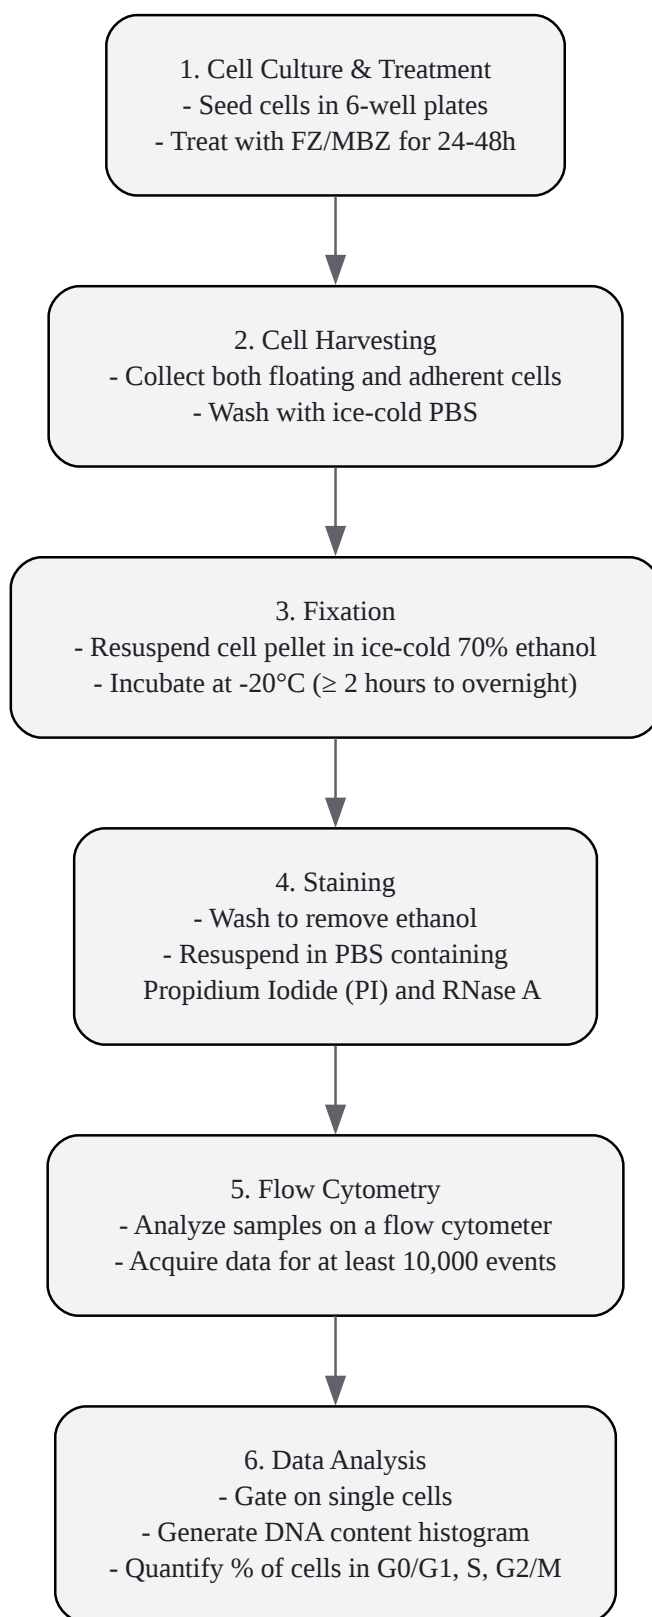 1. Cell Culture & Treatment
- Seed cells in 6-well plates
- Treat with FZ/MBZ for 24-48h
2. Cell Harvesting
- Collect both floating and adherent cells
- Wash with ice-cold PBS
3. Fixation
- Resuspend cell pellet in ice-cold 70% ethanol
- Incubate at -20°C (≥ 2 hours to overnight)
4. Staining
- Wash to remove ethanol
- Resuspend in PBS containing
Propidium Iodide (PI) and RNase A
5. Flow Cytometry
- Analyze samples on a flow cytometer
- Acquire data for at least 10,000 events
6. Data Analysis
- Gate on single cells
- Generate DNA content histogram
- Quantify % of cells in G0/G1, S, G2/M